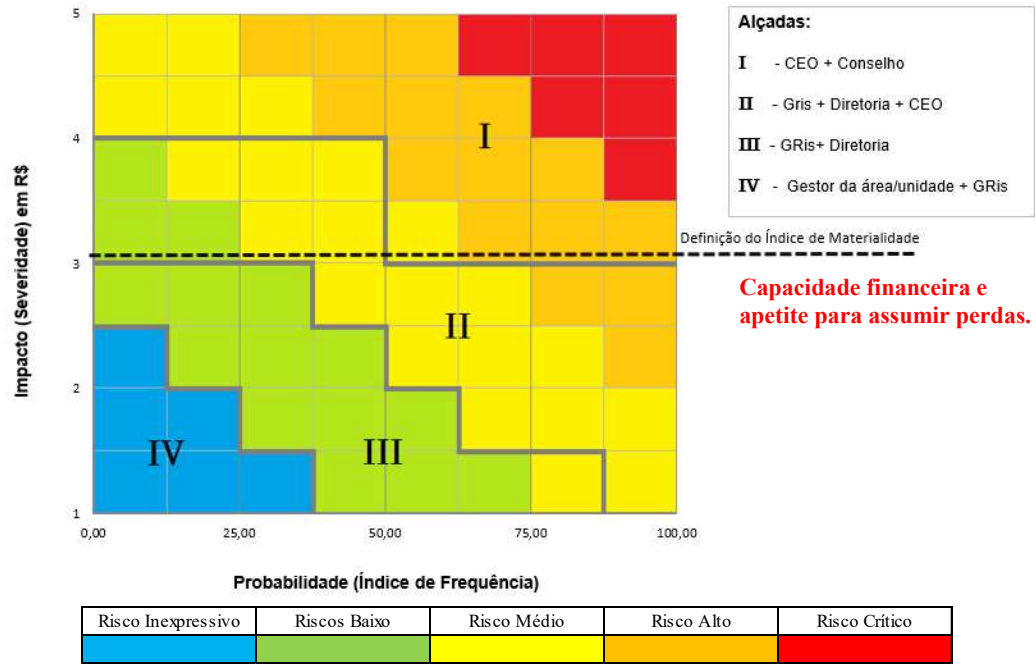 5
4
3
2
1
Impacto (Severidade) em R$
I
II
III
IV
0,00
25,00
50,00
75,00
100,00
Probabilidade (Índice de Frequência)
Alçadas:
I - CEO + Conselho
II - Gris + Diretoria + CEO
III - GRis+ Diretoria
IV - Gestor da área/unidade + GRis
Definição do Índice de Materialidade
Capacidade financeira e
apetite para assumir perdas.
Risco Inexpressivo
Riscos Baixo
Risco Médio
Risco Alto
Risco Crítico